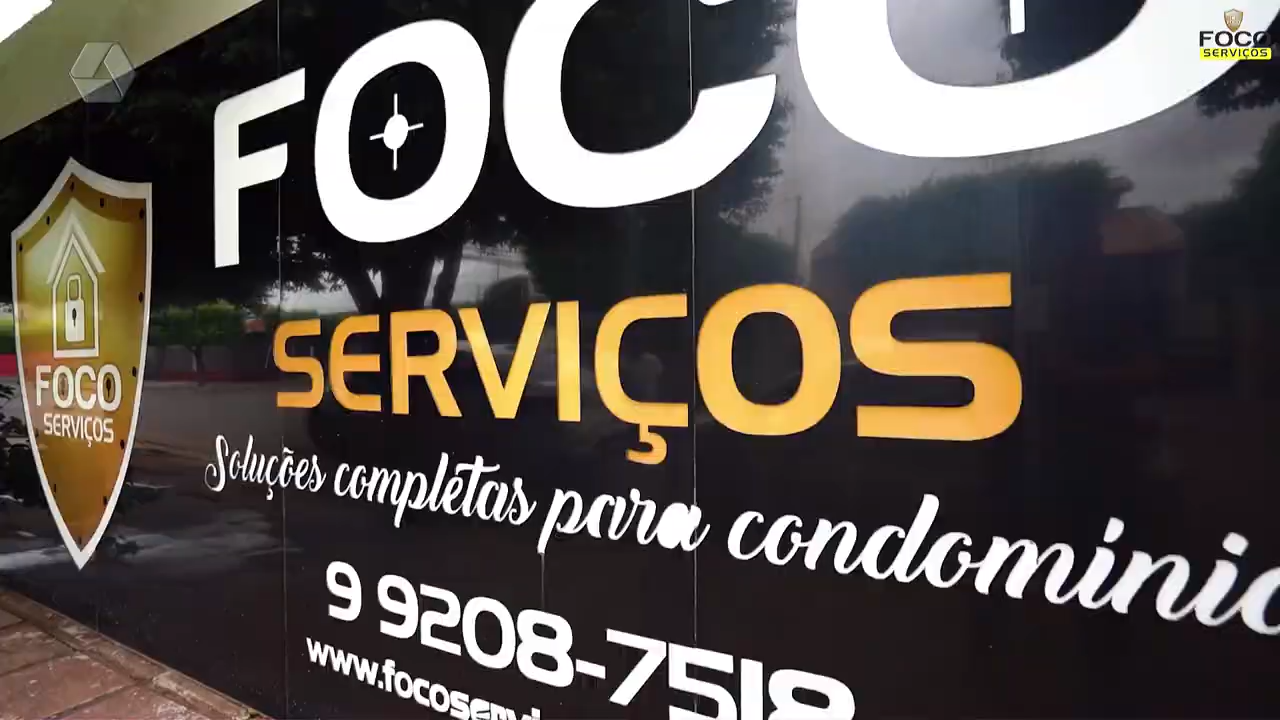 FOCO
SERVIÇOS
FOCO
SERVIÇOS
FOCO
SERVIÇOS
Soluções completas para
9 9208-7518